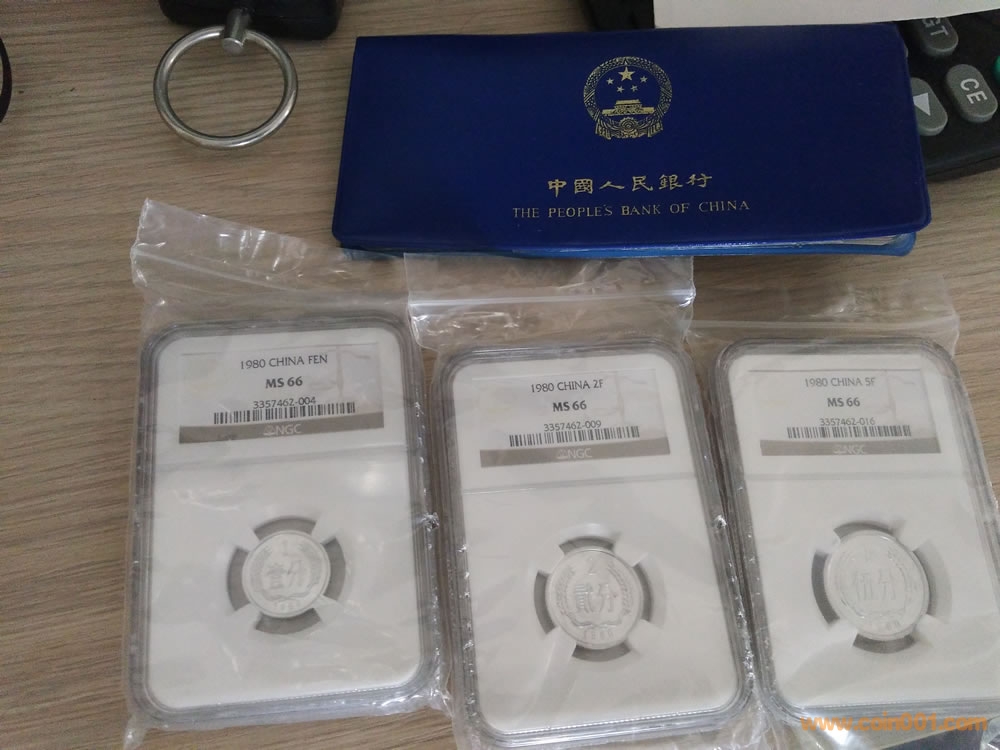 GT
CE
中國人民銀行
THE PEOPLE'S BANK OF CHINA
1980 CHINA FEN
MS 66
3357462-004
NGC
1980 CHINA 2F
MS 66
3357462-009
NGC
1980 CHINA 5F
MS 66
3357462-016
NGC
壹分
貳分
伍分
www.coin001.com